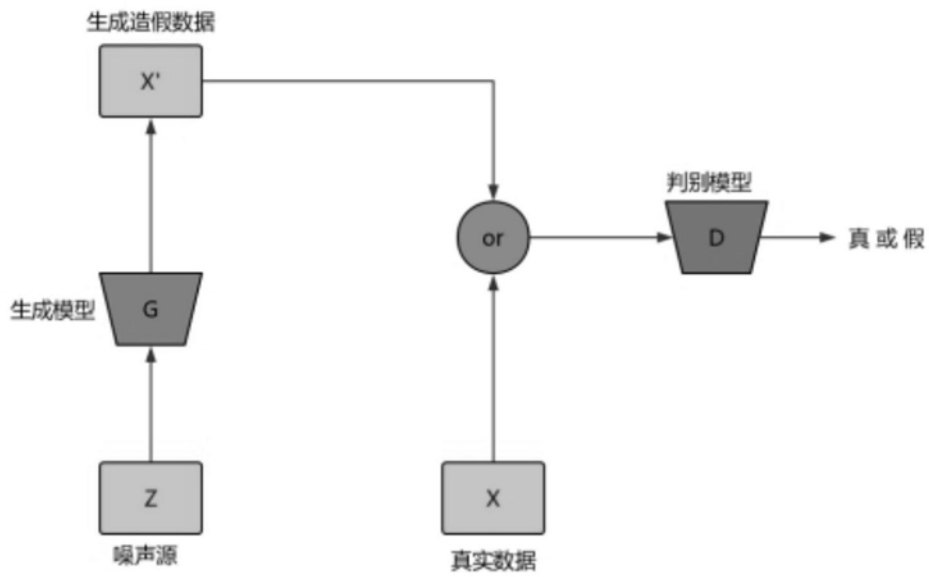 生成造假数据
X'
判别模型
or
D
真 或 假
生成模型
G
Z
X
噪声源
真实数据